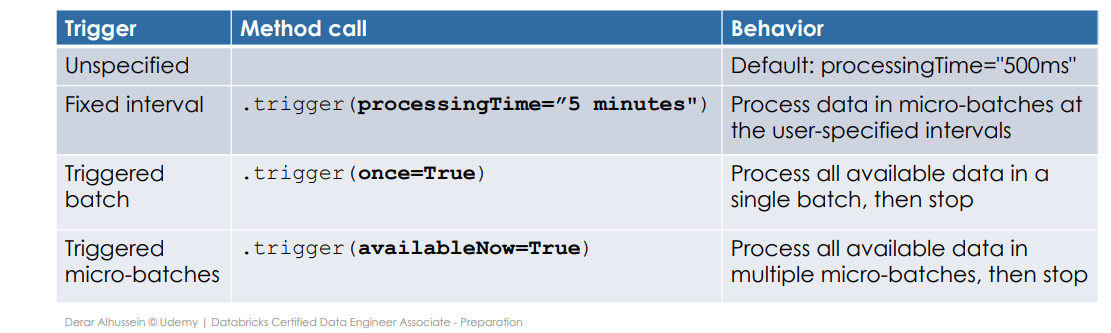 Trigger Method call Behavior
Unspecified Default: processingTime="500ms"
Fixed interval .trigger(processingTime=”5 minutes") Process data in micro-batches at
the user-specified intervals
Triggered .trigger(once=True) Process all available data in a
batch single batch, then stop
Triggered .trigger(availableNow=True) Process all available data in
micro-batches multiple micro-batches, then stop
Derar Alhussein © Udemy | Databricks Certified Data Engineer Associate - Preparation